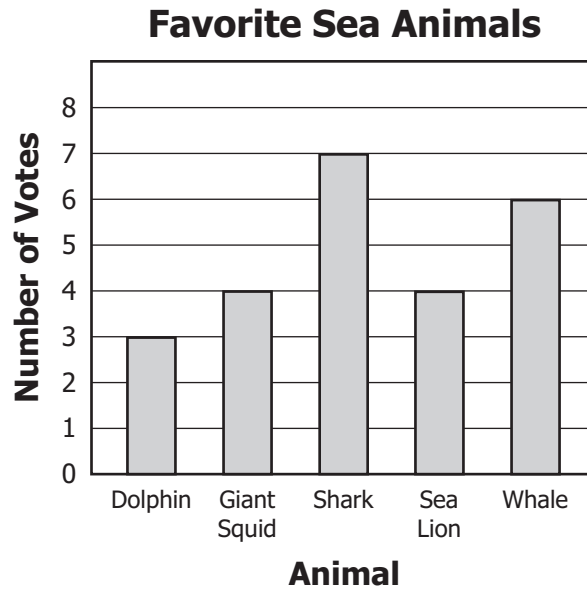 Favorite Sea Animals
Number of Votes
8
7
6
5
4
3
2
1
0
Dolphin
Giant
Squid
Shark
Sea
Lion
Whale
Animal